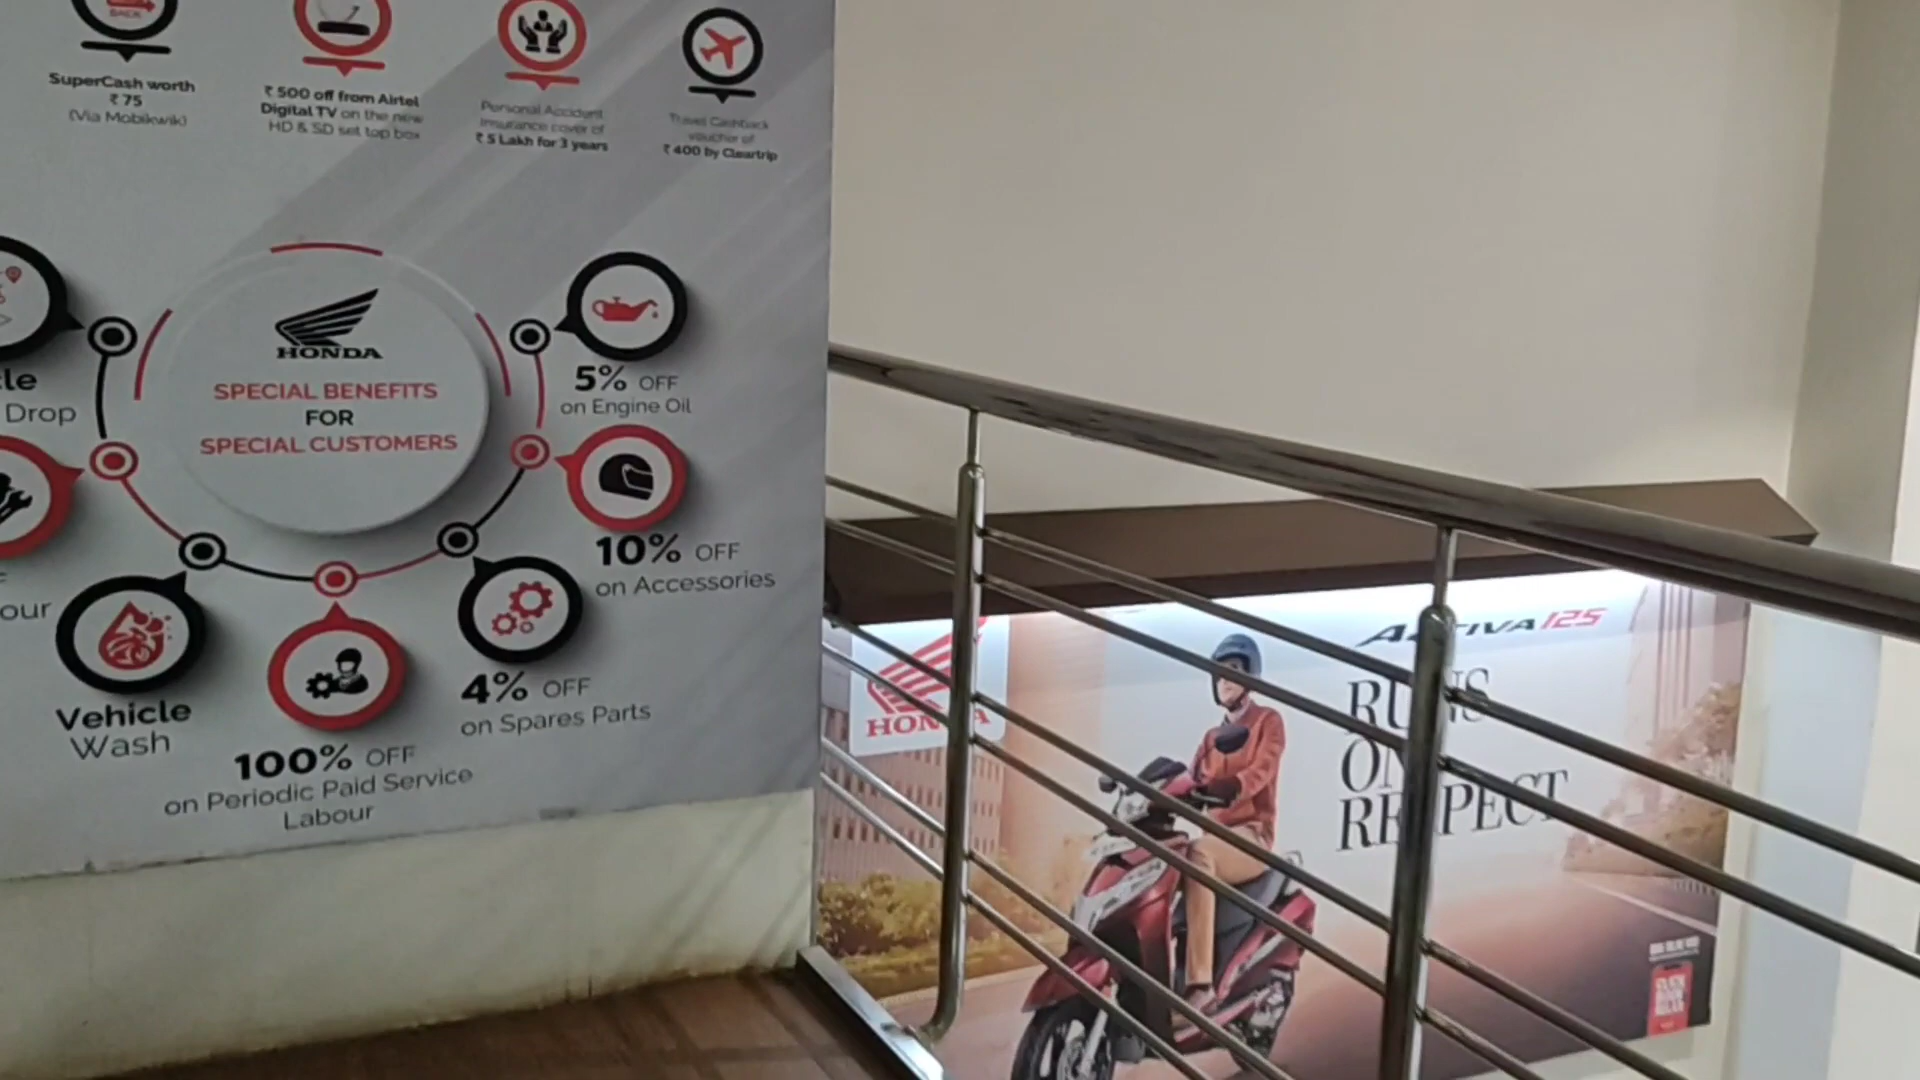 BACK
SuperCash worth
₹ 75
(Via Mobikwik)
₹ 500 off from Airtel
Digital TV on the new
HD & SD set top box
Personal Accident
Insurance cover of
₹ 5 Lakh for 3 years
Travel Cashback
voucher of
₹ 400 by Cleartrip
HONDA
SPECIAL BENEFITS
FOR
SPECIAL CUSTOMERS
5% OFF
on Engine Oil
10% OFF
on Accessories
4% OFF
on Spares Parts
100% OFF
on Periodic Paid Service
Labour
Vehicle
Wash
Drop
HONDA
ACTIVA 125
RUNS
ON
RESPECT